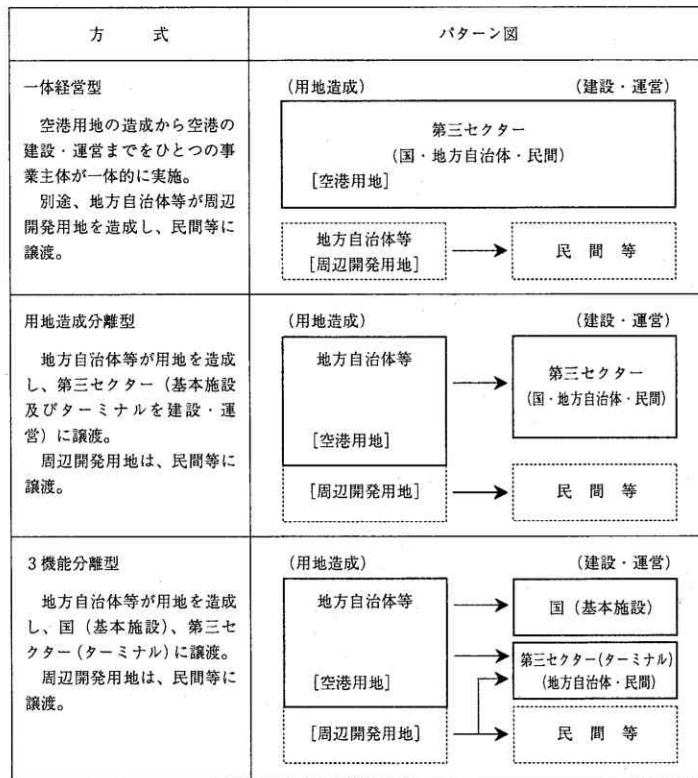 方　式
パターン図
一体経営型
空港用地の造成から空港の
建設・運営までをひとつの事
業主体が一体的に実施。
別途、地方自治体等が周辺
開発用地を造成し、民間等に
譲渡。
(用地造成)
(建設・運営)
第三セクター
(国・地方自治体・民間)
[空港用地]
地方自治体等
[周辺開発用地]
民　間　等
用地造成分離型
地方自治体等が用地を造成
し、第三セクター（基本施設
及びターミナルを建設・運
営）に譲渡。
周辺開発用地は、民間等に
譲渡。
(用地造成)
(建設・運営)
地方自治体等
[空港用地]
第三セクター
(国・地方自治体・民間)
[周辺開発用地]
民　間　等
３機能分離型
地方自治体等が用地を造成
し、国（基本施設）、第三セ
クター(ターミナル)に譲渡。
周辺開発用地は、民間等に
譲渡。
(用地造成)
(建設・運営)
地方自治体等
[空港用地]
国（基本施設）
第三セクター(ターミナル)
(地方自治体・民間)
[周辺開発用地]
民　間　等